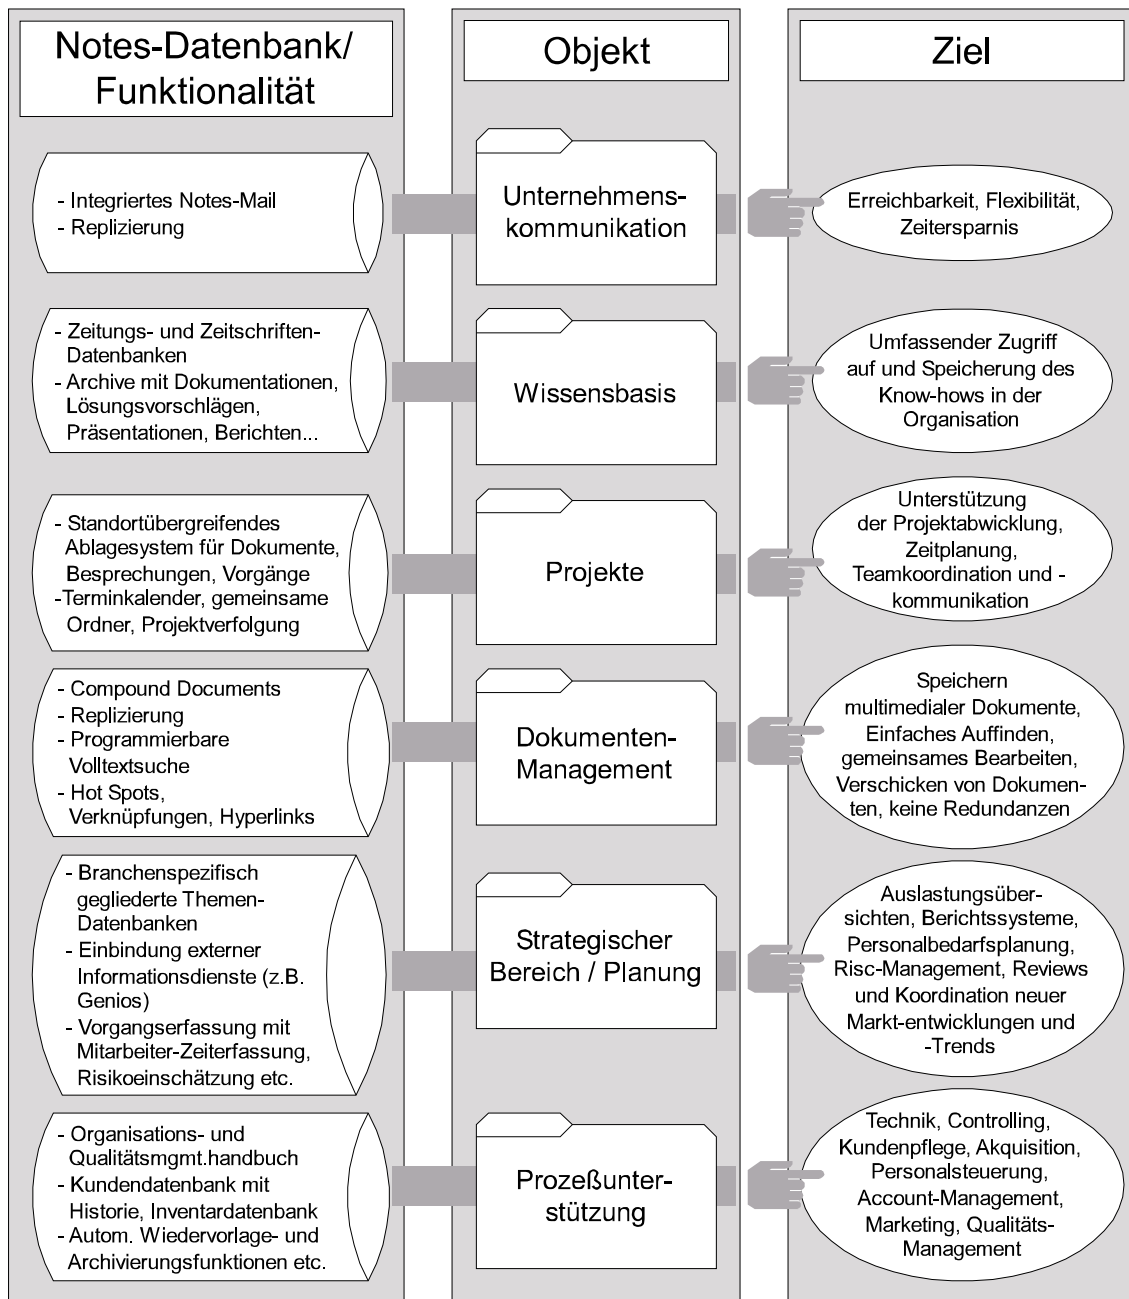 Notes-Datenbank/
Funktionalität
Objekt
Ziel
- Integriertes Notes-Mail
- Replizierung
Unternehmens-
kommunikation
Erreichbarkeit, Flexibilität,
Zeitersparnis
- Zeitungs- und Zeitschriften-
Datenbanken
- Archive mit Dokumentationen,
Lösungsvorschlägen,
Präsentationen, Berichten...
Wissensbasis
Umfassender Zugriff
auf und Speicherung des
Know-hows in der
Organisation
- Standortübergreifendes
Ablagesystem für Dokumente,
Besprechungen, Vorgänge
-Terminkalender, gemeinsame
Ordner, Projektverfolgung
Projekte
Unterstützung
der Projektabwicklung,
Zeitplanung,
Teamkoordination und -
kommunikation
- Compound Documents
- Replizierung
- Programmierbare
Volltextsuche
- Hot Spots,
Verknüpfungen, Hyperlinks
Dokumenten-
Management
Speichern
multimedialer Dokumente,
Einfaches Auffinden,
gemeinsames Bearbeiten,
Verschicken von Dokumen-
ten, keine Redundanzen
- Branchenspezifisch
gegliederte Themen-
Datenbanken
- Einbindung externer
Informationsdienste (z.B.
Genios)
- Vorgangserfassung mit
Mitarbeiter-Zeiterfassung,
Risikoeinschätzung etc.
Strategischer
Bereich / Planung
Auslastungsüber-
sichten, Berichtssysteme,
Personalbedarfsplanung,
Risc-Management, Reviews
und Koordination neuer
Markt-entwicklungen und
-Trends
- Organisations- und
Qualitätsmgmt.handbuch
- Kundendatenbank mit
Historie, Inventardatenbank
- Autom. Wiedervorlage- und
Archivierungsfunktionen etc.
Prozeßunter-
stützung
Technik, Controlling,
Kundenpflege, Akquisition,
Personalsteuerung,
Account-Management,
Marketing, Qualitäts-
Management